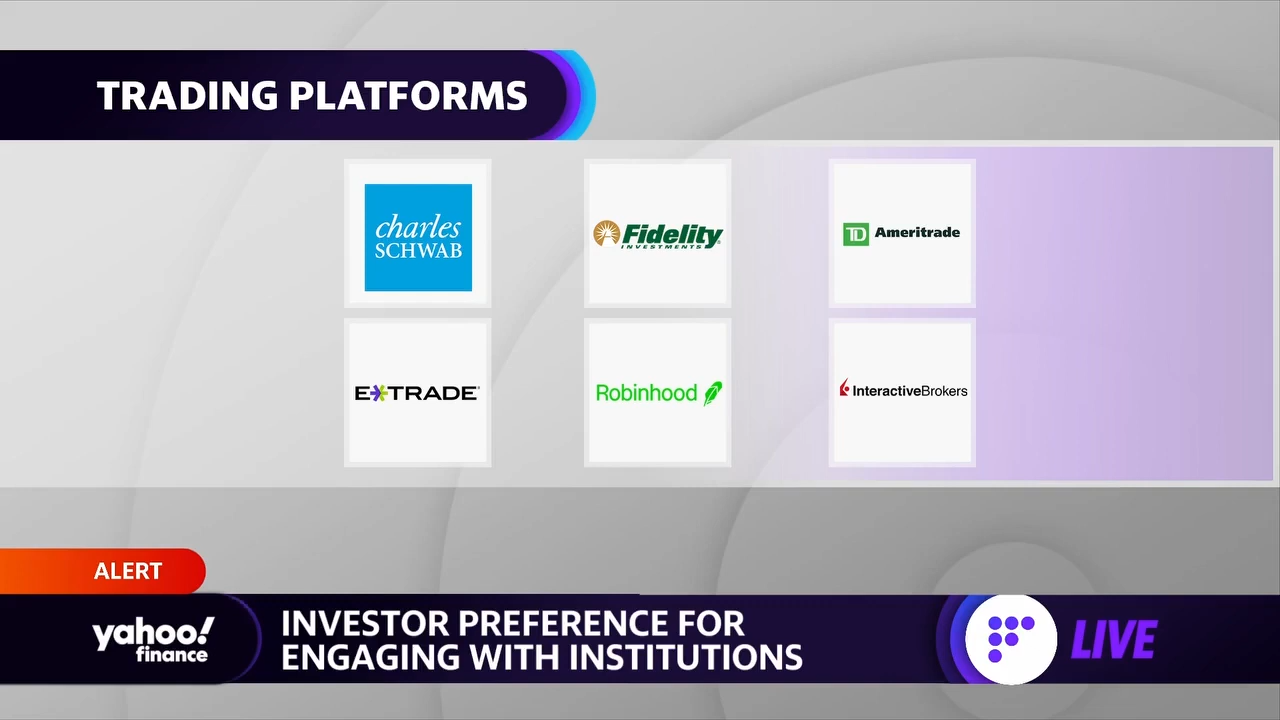 TRADING PLATFORMS
charles
SCHWAB
Fidelity
INVESTMENTS
TD Ameritrade
E*TRADE
Robinhood
InteractiveBrokers
ALERT
yahoo!
finance
INVESTOR PREFERENCE FOR
ENGAGING WITH INSTITUTIONS
LIVE